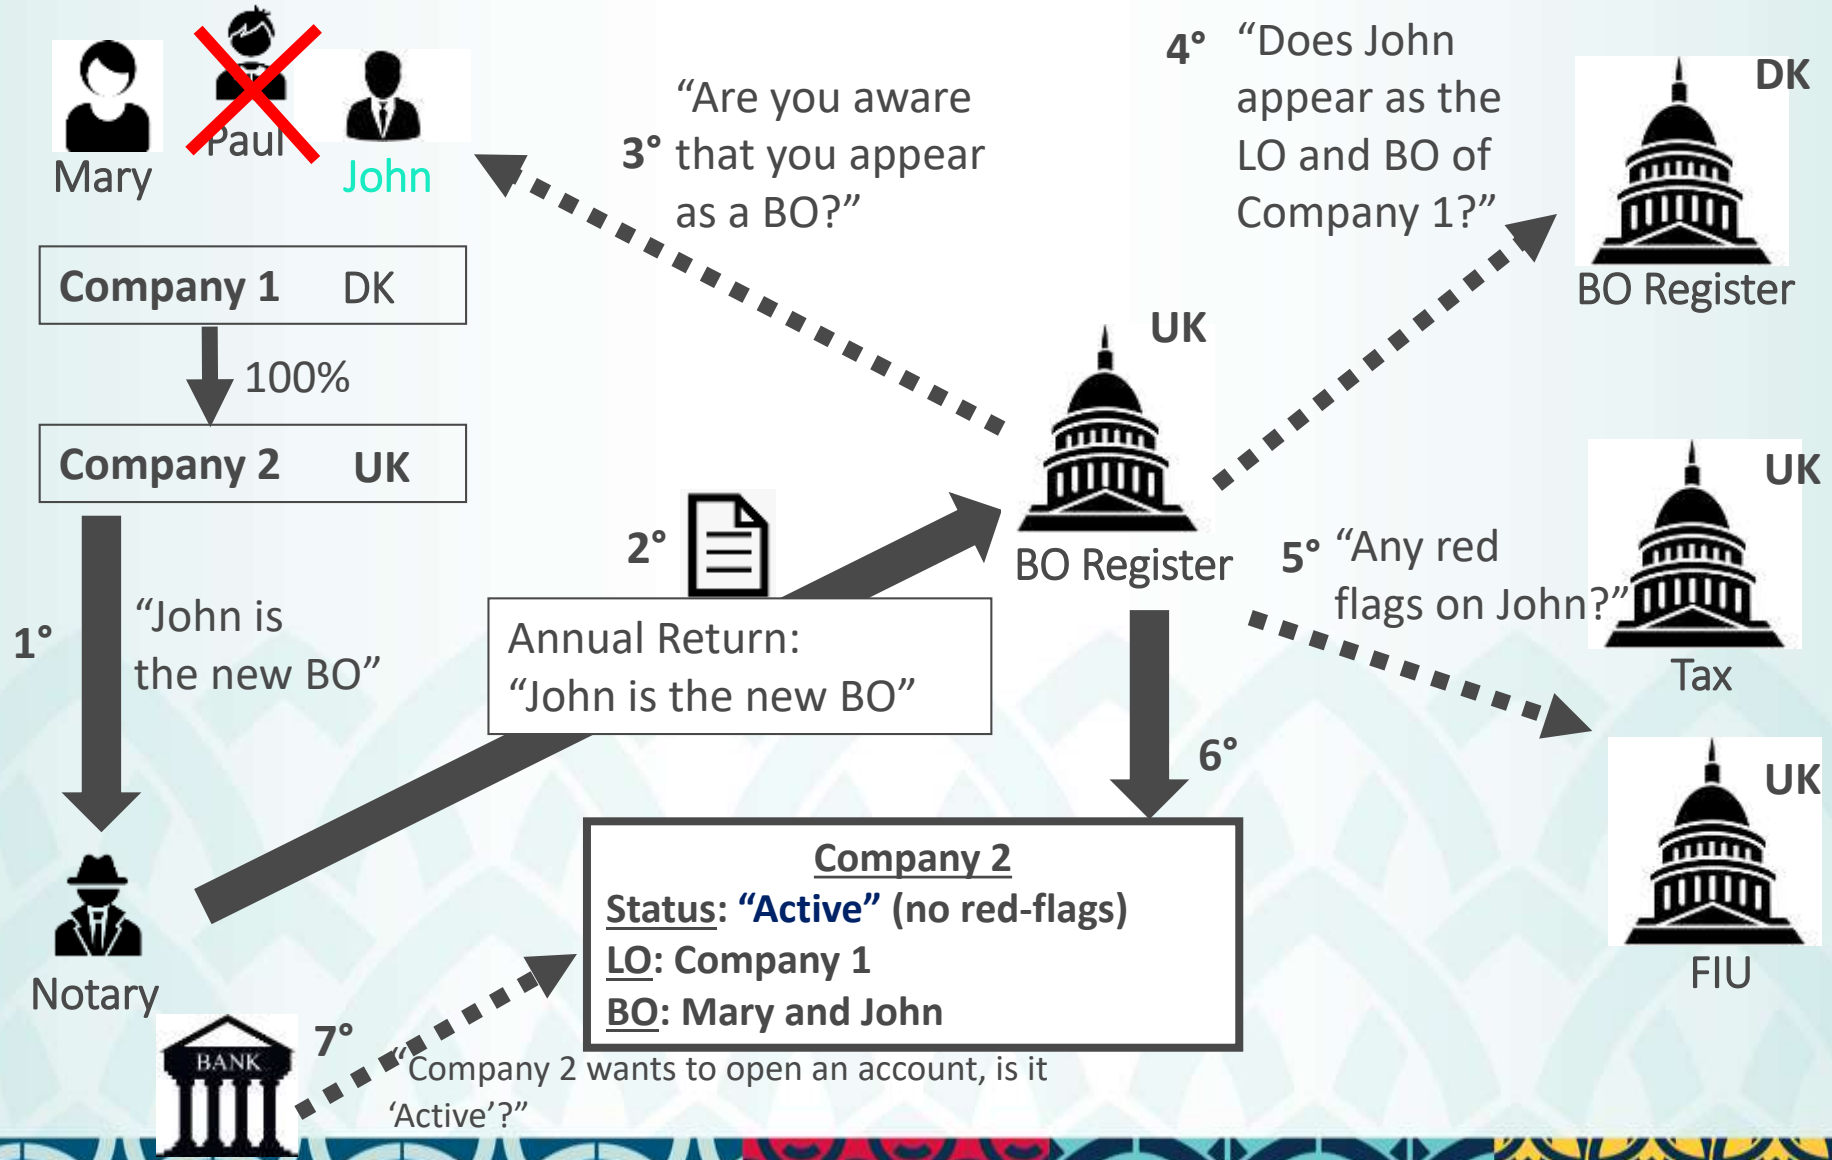 Mary
Paul
John
Company 1 DK
100%
Company 2 UK
1°
“John is
the new BO”
Notary
2°
Annual Return:
“John is the new BO”
3°
“Are you aware
that you appear
as a BO?”
UK
BO Register
4°
“Does John
appear as the
LO and BO of
Company 1?”
DK
BO Register
5°
“Any red
flags on John?”
UK
Tax
UK
FIU
6°
Company 2
Status: “Active” (no red-flags)
LO: Company 1
BO: Mary and John
BANK
7°
“Company 2 wants to open an account, is it
‘Active’?”